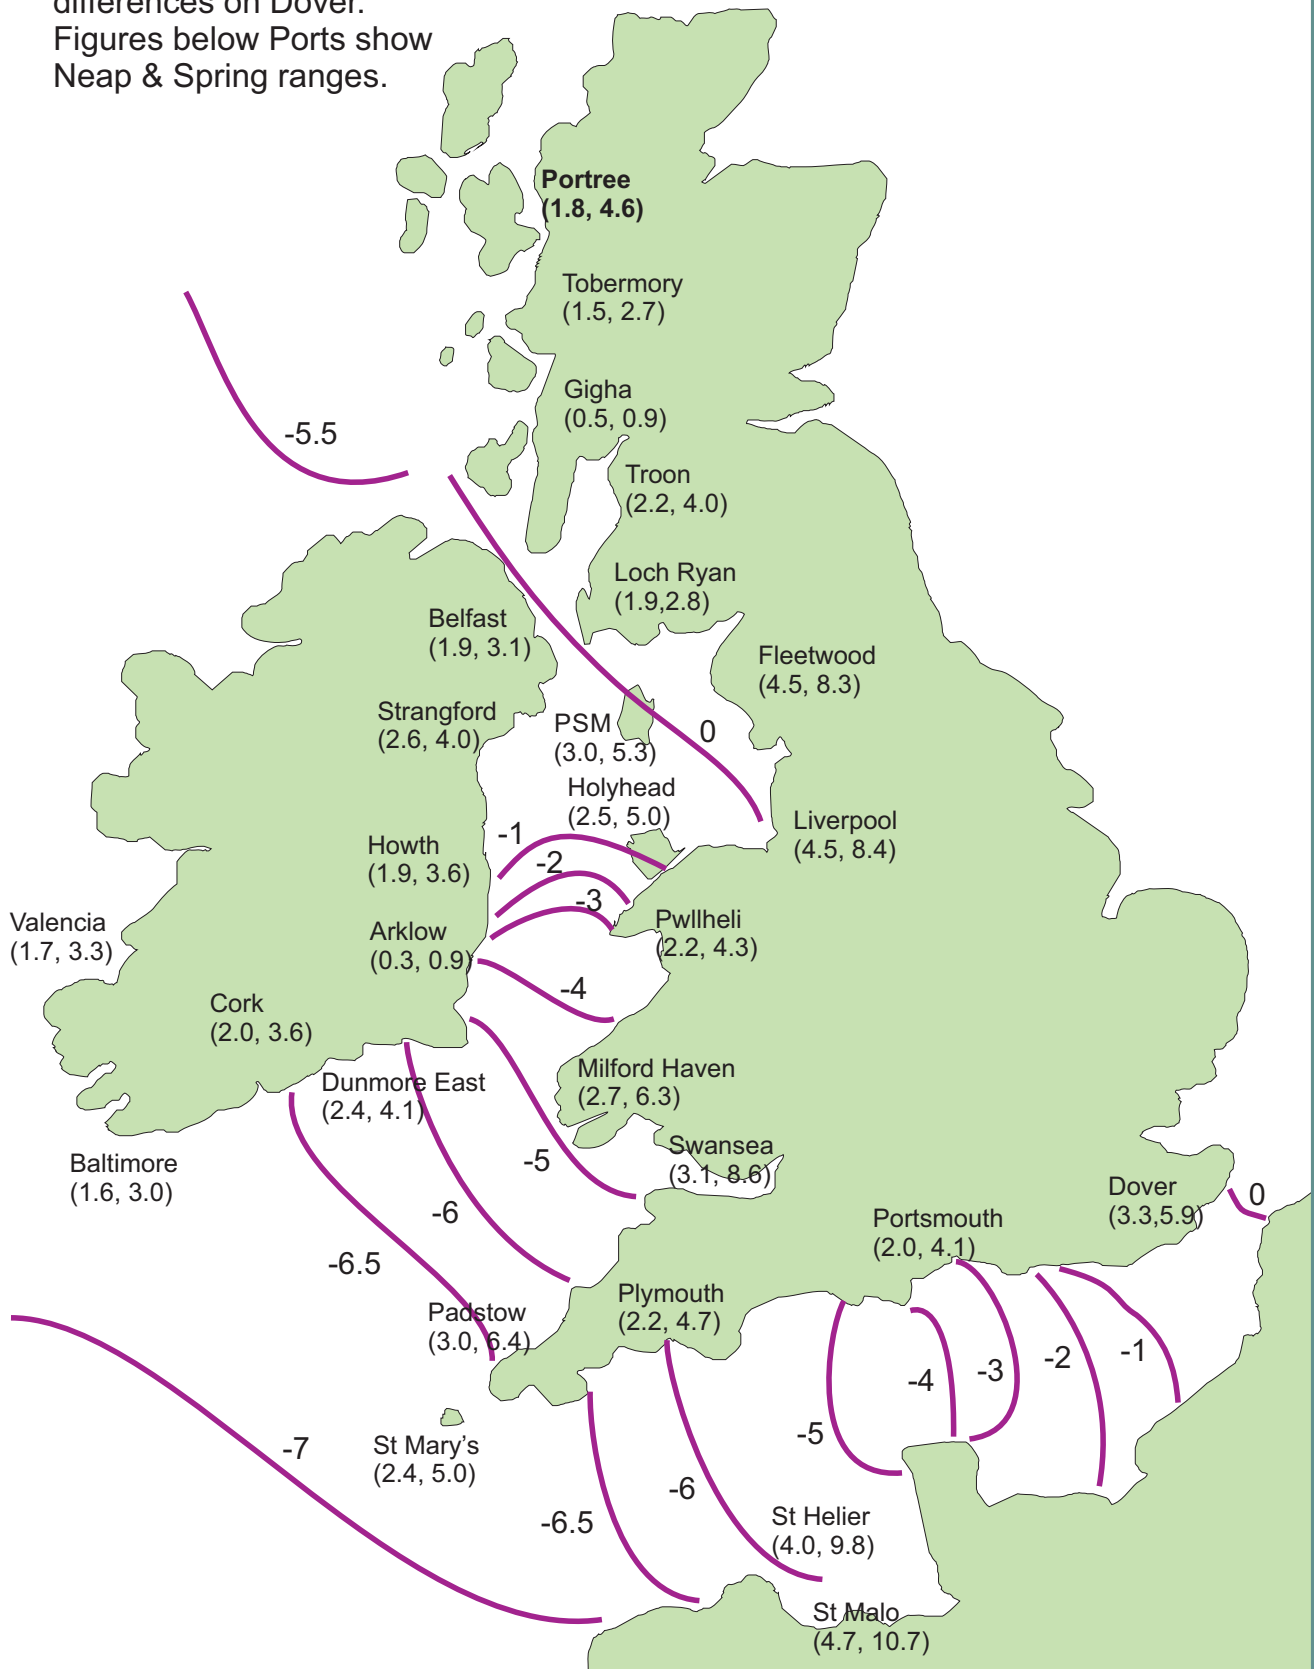 differences on Dover.
Figures below Ports show
Neap & Spring ranges.
Portree
(1.8, 4.6)
Tobermory
(1.5, 2.7)
Gigha
(0.5, 0.9)
-5.5
Troon
(2.2, 4.0)
Loch Ryan
(1.9,2.8)
Belfast
(1.9, 3.1)
Fleetwood
(4.5, 8.3)
Strangford
(2.6, 4.0)
PSM
(3.0, 5.3)
0
Holyhead
(2.5, 5.0)
Liverpool
(4.5, 8.4)
-1
Howth
(1.9, 3.6)
-2
-3
Valencia
(1.7, 3.3)
Arklow
(0.3, 0.9)
Pwllheli
(2.2, 4.3)
-4
Cork
(2.0, 3.6)
Dunmore East
(2.4, 4.1)
Milford Haven
(2.7, 6.3)
Baltimore
(1.6, 3.0)
-5
Swansea
(3.1, 8.6)
Dover
(3.3,5.9)
0
-6
Portsmouth
(2.0, 4.1)
-6.5
Padstow
(3.0, 6.4)
Plymouth
(2.2, 4.7)
-4
-3
-2
-1
-7
St Mary's
(2.4, 5.0)
-5
-6
-6.5
St Helier
(4.0, 9.8)
St Malo
(4.7, 10.7)